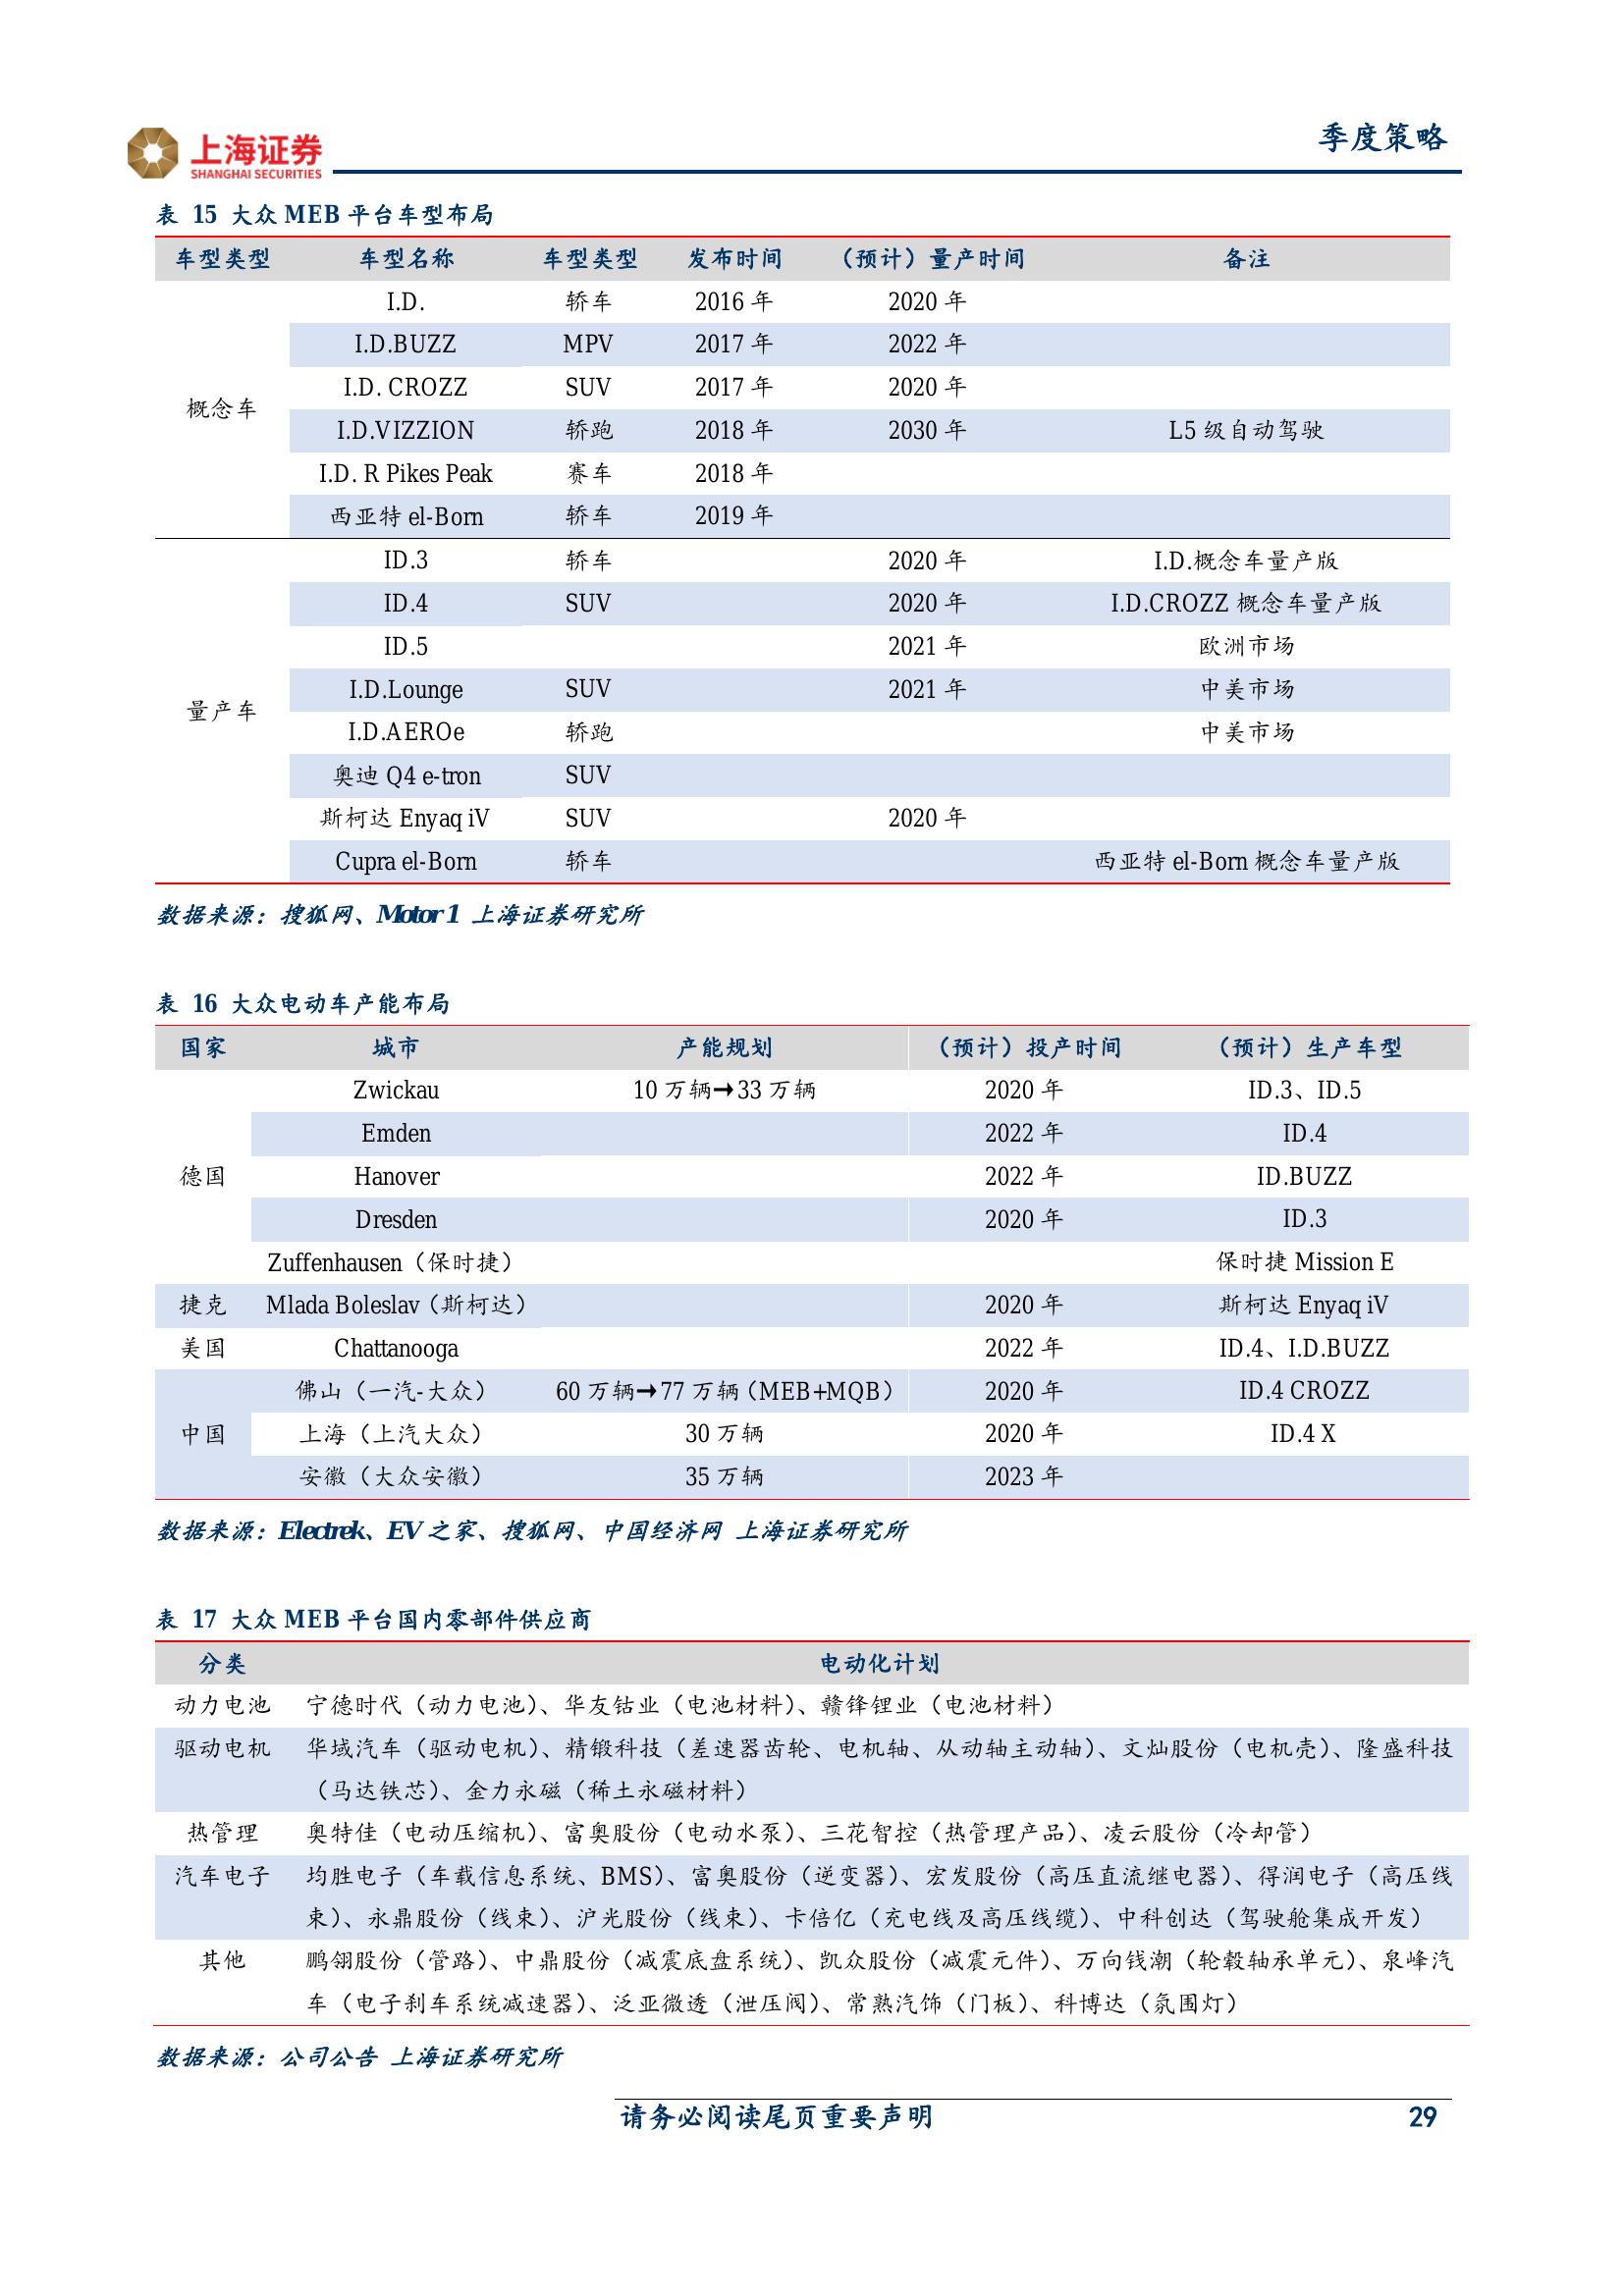 上海证券
SHANGHAI SECURITIES
季度策略
表 15 大众 MEB 平台车型布局
车型类型 车型名称 车型类型 发布时间 （预计）量产时间 备注
I.D. 轿车 2016 年 2020 年
I.D.BUZZ MPV 2017 年 2022 年
I.D. CROZZ SUV 2017 年 2020 年
概念车
I.D.VIZZION 轿跑 2018 年 2030 年 L5 级自动驾驶
I.D. R Pikes Peak 赛车 2018 年
西亚特 el-Born 轿车 2019 年
ID.3 轿车 2020 年 I.D.概念车量产版
ID.4 SUV 2020 年 I.D.CROZZ 概念车量产版
ID.5 2021 年 欧洲市场
I.D.Lounge SUV 2021 年 中美市场
量产车
I.D.AEROe 轿跑 中美市场
奥迪 Q4 e-tron SUV
斯柯达 Enyaq iV SUV 2020 年
Cupra el-Born 轿车 西亚特 el-Born 概念车量产版
数据来源：搜狐网、Motor 1 上海证券研究所
表 16 大众电动车产能布局
国家 城市 产能规划 （预计）投产时间 （预计）生产车型
Zwickau 10 万辆→33 万辆 2020 年 ID.3、ID.5
Emden 2022 年 ID.4
德国 Hanover 2022 年 ID.BUZZ
Dresden 2020 年 ID.3
Zuffenhausen（保时捷） 保时捷 Mission E
捷克 Mlada Boleslav（斯柯达） 2020 年 斯柯达 Enyaq iV
美国 Chattanooga 2022 年 ID.4、I.D.BUZZ
佛山（一汽-大众） 60 万辆→77 万辆（MEB+MQB） 2020 年 ID.4 CROZZ
中国 上海（上汽大众） 30 万辆 2020 年 ID.4 X
安徽（大众安徽） 35 万辆 2023 年
数据来源：Electrek、EV 之家、搜狐网、中国经济网 上海证券研究所
表 17 大众 MEB 平台国内零部件供应商
分类 电动化计划
动力电池 宁德时代（动力电池）、华友钴业（电池材料）、赣锋锂业（电池材料）
驱动电机 华域汽车（驱动电机）、精锻科技（差速器齿轮、电机轴、从动轴主动轴）、文灿股份（电机壳）、隆盛科技
（马达铁芯）、金力永磁（稀土永磁材料）
热管理 奥特佳（电动压缩机）、富奥股份（电动水泵）、三花智控（热管理产品）、凌云股份（冷却管）
汽车电子 均胜电子（车载信息系统、BMS）、富奥股份（逆变器）、宏发股份（高压直流继电器）、得润电子（高压线
束）、永鼎股份（线束）、沪光股份（线束）、卡倍亿（充电线及高压线缆）、中科创达（驾驶舱集成开发）
其他 鹏翎股份（管路）、中鼎股份（减震底盘系统）、凯众股份（减震元件）、万向钱潮（轮毂轴承单元）、泉峰汽
车（电子刹车系统减速器）、泛亚微透（泄压阀）、常熟汽饰（门板）、科博达（氛围灯）
数据来源：公司公告 上海证券研究所
请务必阅读尾页重要声明 29